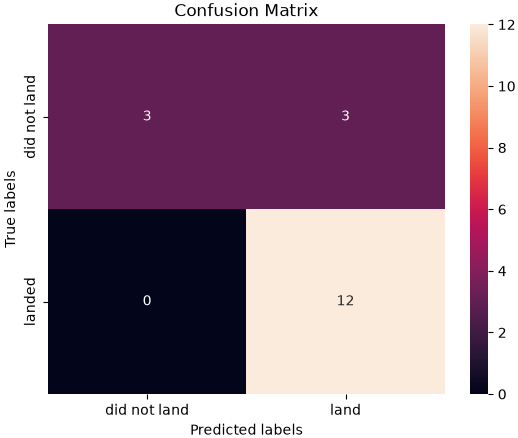 Confusion Matrix
did not land
landed
True labels
3
3
0
12
did not land
land
Predicted labels
12
10
8
6
4
2
0